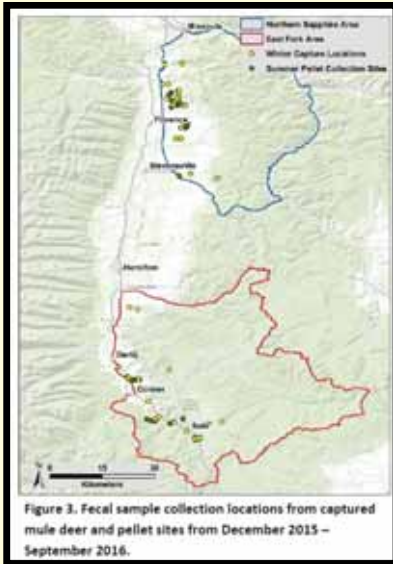 Missoula
Northern Sapphire Area
East Fork Area
Winter Capture Locations
Summer Pellet Collection Sites
Florence
Stevensville
Hamilton
Darby
Conner
Sula
0 15 30
Kilometers
N
Figure 3. Fecal sample collection locations from captured
mule deer and pellet sites from December 2015 –
September 2016.